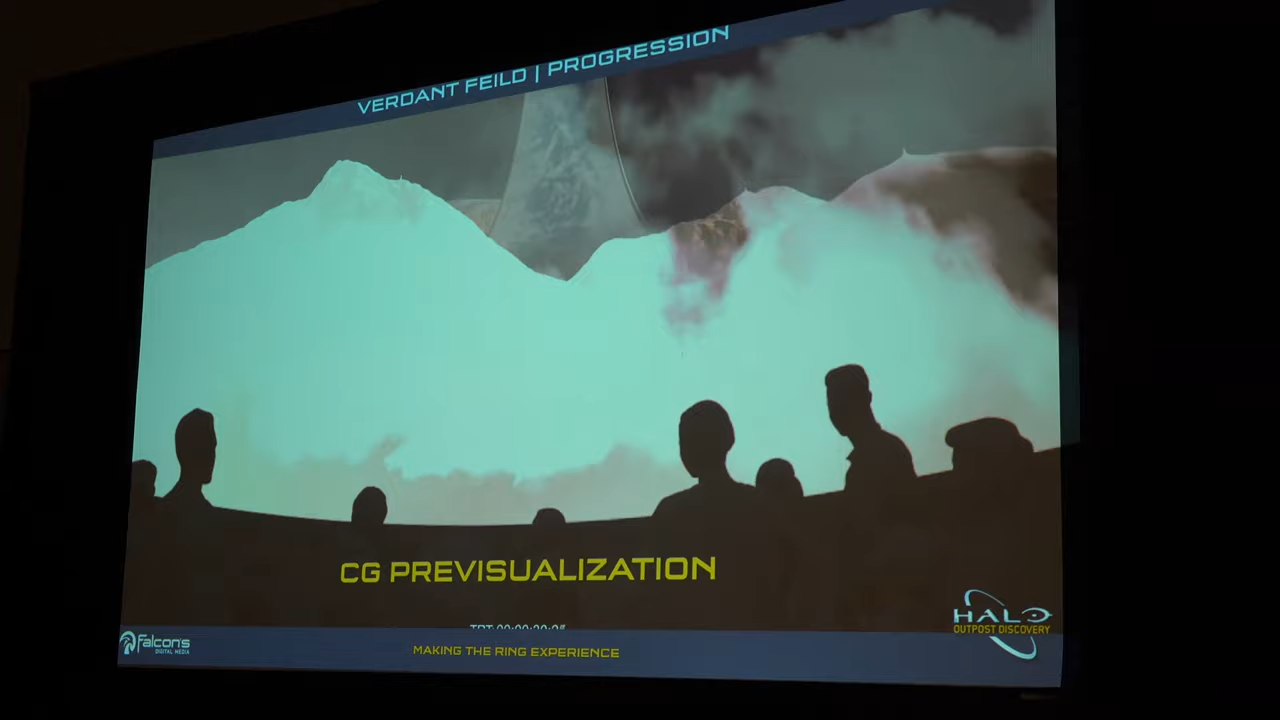 VERDANT FEILD | PROGRESSION
CG PREVISUALIZATION
HALO
OUTPOST DISCOVERY
Falcon's
DIGITAL MEDIA
MAKING THE RING EXPERIENCE